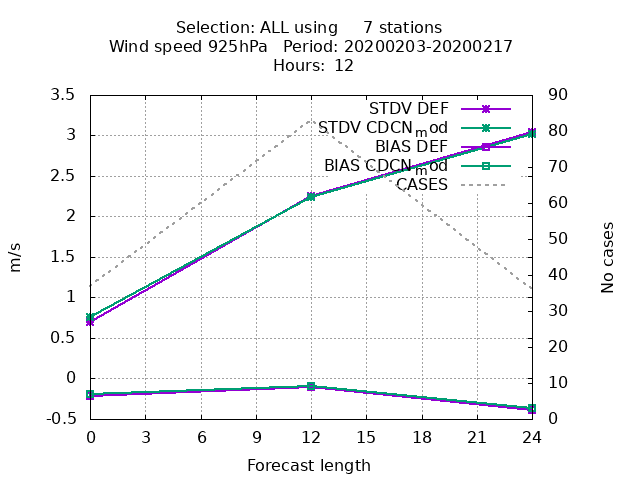 Selection: ALL using     7 stations
Wind speed 925hPa   Period: 20200203-20200217
Hours: 12
3.5
3
2.5
2
1.5
1
0.5
0
-0.5
m/s
90
80
70
60
50
40
30
20
10
0
No cases
STDV DEF
STDV CDCN_mod
BIAS DEF
BIAS CDCN_mod
CASES
0 3 6 9 12 15 18 21 24
Forecast length